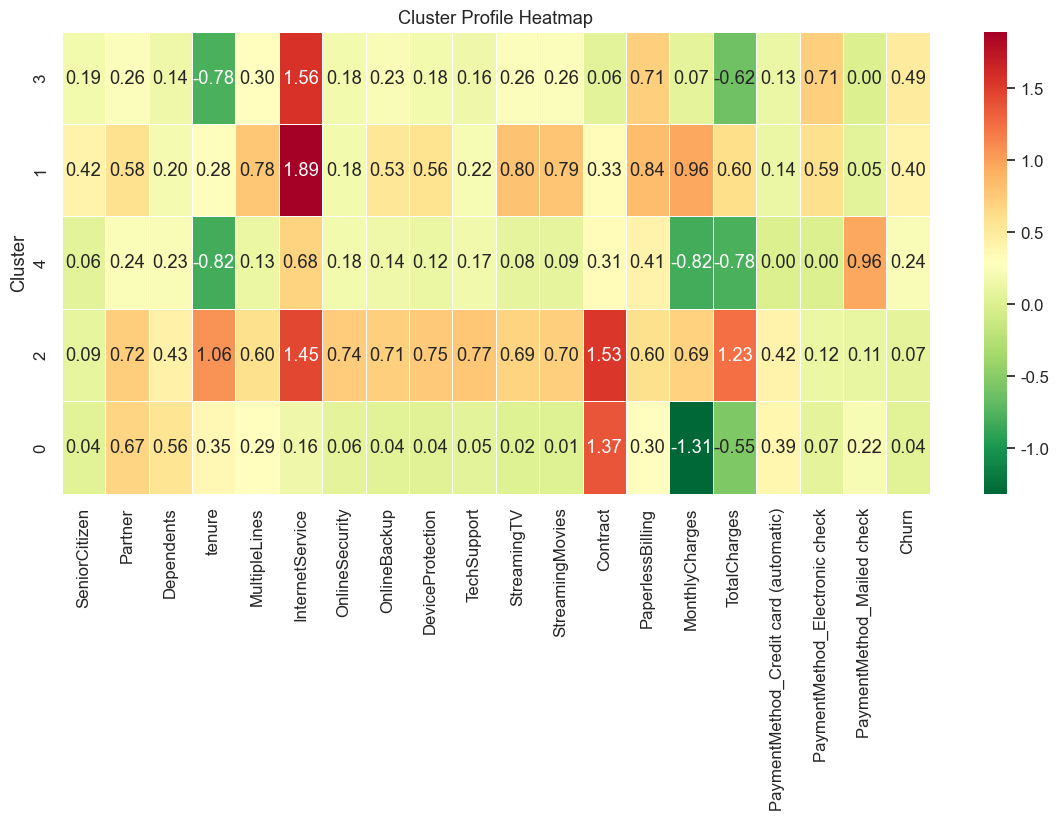 Cluster Profile Heatmap
3 0.19 0.26 0.14 -0.78 0.30 1.56 0.18 0.23 0.18 0.16 0.26 0.26 0.06 0.71 0.07 -0.62 0.13 0.71 0.00 0.49
1 0.42 0.58 0.20 0.28 0.78 1.89 0.18 0.53 0.56 0.22 0.80 0.79 0.33 0.84 0.96 0.60 0.14 0.59 0.05 0.40
4 0.06 0.24 0.23 -0.82 0.13 0.68 0.18 0.14 0.12 0.17 0.08 0.09 0.31 0.41 -0.82 -0.78 0.00 0.00 0.96 0.24
2 0.09 0.72 0.43 1.06 0.60 1.45 0.74 0.71 0.75 0.77 0.69 0.70 1.53 0.60 0.69 1.23 0.42 0.12 0.11 0.07
0 0.04 0.67 0.56 0.35 0.29 0.16 0.06 0.04 0.04 0.05 0.02 0.01 1.37 0.30 -1.31 -0.55 0.39 0.07 0.22 0.04
Cluster
SeniorCitizen
Partner
Dependents
tenure
MultipleLines
InternetService
OnlineSecurity
OnlineBackup
DeviceProtection
TechSupport
StreamingTV
StreamingMovies
Contract
PaperlessBilling
MonthlyCharges
TotalCharges
PaymentMethod_Credit card (automatic)
PaymentMethod_Electronic check
PaymentMethod_Mailed check
Churn
1.5
1.0
0.5
0.0
-0.5
-1.0